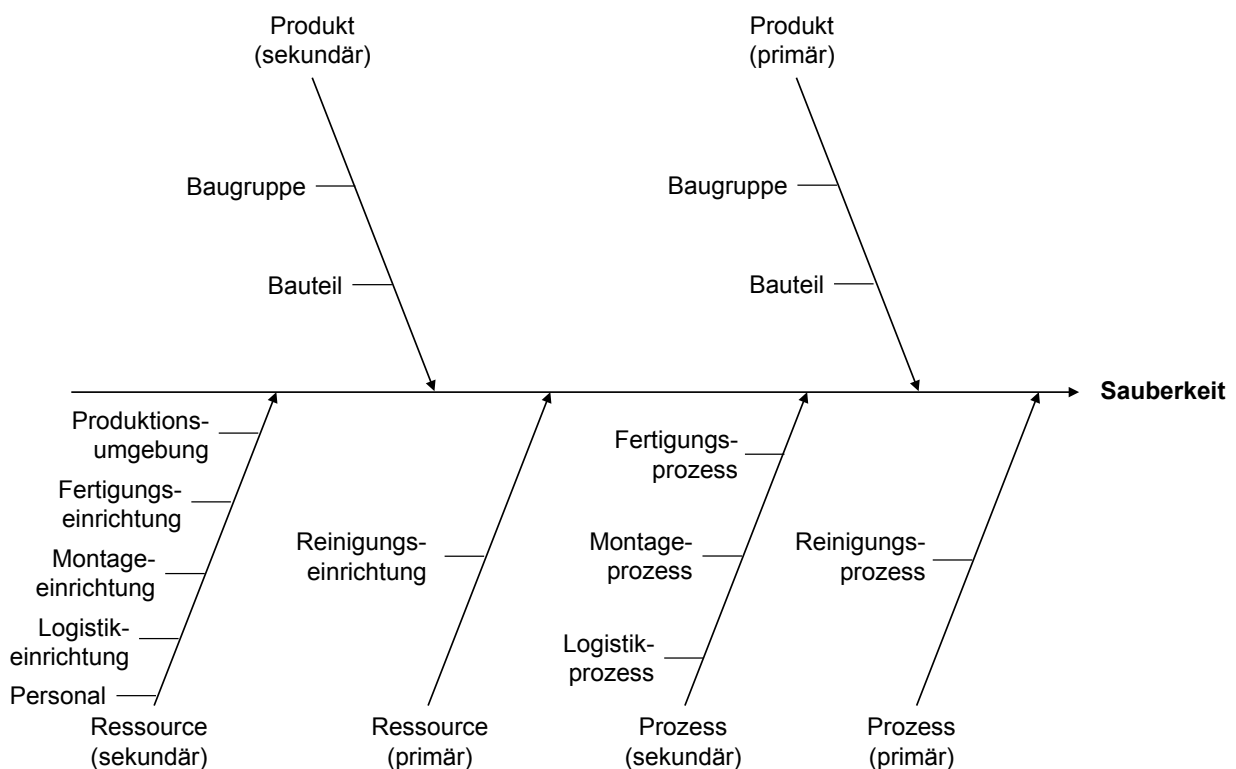 Produkt
(sekundär)
Produkt
(primär)
Baugruppe
Baugruppe
Bauteil
Bauteil
Sauberkeit
Produktions-
umgebung
Fertigungs-
einrichtung
Montage-
einrichtung
Logistik-
einrichtung
Personal
Ressource
(sekundär)
Reinigungs-
einrichtung
Ressource
(primär)
Fertigungs-
prozess
Montage-
prozess
Logistik-
prozess
Prozess
(sekundär)
Reinigungs-
prozess
Prozess
(primär)